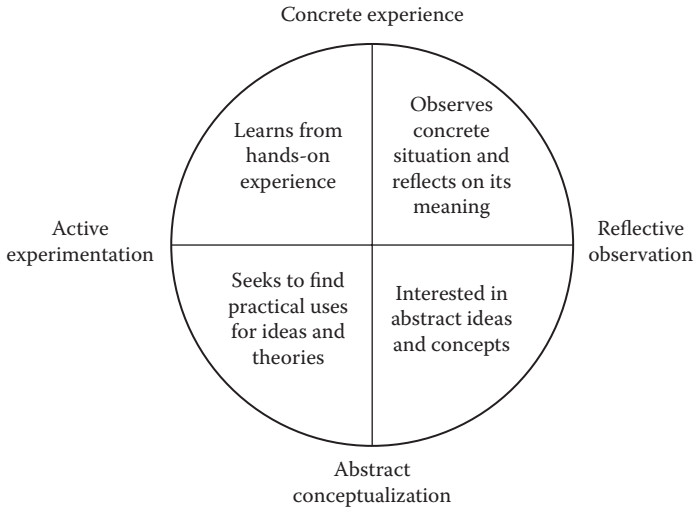 Concrete experience
Learns from
hands-on
experience
Observes
concrete
situation and
reflects on its
meaning
Active
experimentation
Reflective
observation
Seeks to find
practical uses
for ideas and
theories
Interested in
abstract ideas
and concepts
Abstract
conceptualization